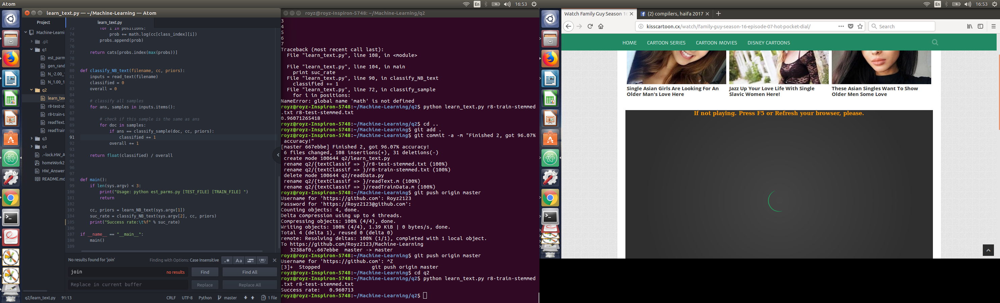 Atom
En
16:53
learn_text.py — ~/Machine-Learning — Atom
Project
Machine-Learni
.git
q1
est_parm
gen_rand
N_-2.00_
N_1.00_1
q2
learn_tex
r8-test-st
r8-train-s
readText.
readTrain
q3
q4
.~lock.HW_A
homeWork2
HW_Answer
README.md
learn_text.py
73 for i in positions:
74 prob += math.log(cc[class_index][i])
75 probs.append(prob)
76
77 return cats[probs.index(max(probs))]
78
79
80 def classify_NB_text(filename, cc, priors):
81 inputs = read_text(filename)
82 classified = 0
83 overall = 0
84
85 # classify all samples
86 for ans, samples in inputs.items():
87
88 # check if this sample is the same as ans
89 for doc in samples:
90 if ans == classify_sample(doc, cc, priors):
91 classified += 1
92 overall += 1
93
94 return float(classified) / overall
95
96
97
98 def main():
99 if len(sys.argv) < 3:
100 print("Usage: python est_parms.py [TEST_FILE] [TRAIN_FILE] ")
101 return
102
103 cc, priors = learn_NB_text(sys.argv[1])
104 suc_rate = classify_NB_text(sys.argv[2], cc, priors)
105 print("Success rate:\t%f" % suc_rate)
106
107 if __name__ == "__main__":
108 main()
109
No results found for 'join'
Finding with Options: Case Insensitive
.*
Aa
join
no results
Find
Find All
Replace in current buffer
Replace
Replace All
q2/learn_text.py 91:13
CRLF UTF-8 Python master 1 file
royz@royz-Inspiron-5748: ~/Machine-Learning/q2
3
4
5
6
7
Traceback (most recent call last):
File "learn_text.py", line 108, in <module>
File "learn_text.py", line 104, in main
print suc_rate
File "learn_text.py", line 90, in classify_NB_text
classified += 1
File "learn_text.py", line 72, in classify_sample
for i in positions:
NameError: global name 'math' is not defined
royz@royz-Inspiron-5748:~/Machine-Learning/q2$ python learn_text.py r8-train-stemmed
.txt r8-test-stemmed.txt
0.96071265418
royz@royz-Inspiron-5748:~/Machine-Learning/q2$ cd ..
royz@royz-Inspiron-5748:~/Machine-Learning$ git add .
royz@royz-Inspiron-5748:~/Machine-Learning$ git commit -a -m "Finished 2, got 96.07%
accuracy!"
[master 667ebbe] Finished 2, got 96.07% accuracy!
6 files changed, 108 insertions(+), 31 deletions(-)
create mode 100644 q2/learn_text.py
rename q2/{textClassif => }/r8-test-stemmed.txt (100%)
rename q2/{textClassif => }/r8-train-stemmed.txt (100%)
delete mode 100644 q2/readData.py
rename q2/{textClassif => }/readText.m (100%)
rename q2/{textClassif => }/readTrainData.m (100%)
royz@royz-Inspiron-5748:~/Machine-Learning$ git push origin master
Username for 'https://github.com': Royz2123
Password for 'https://Royz2123@github.com':
Counting objects: 4, done.
Delta compression using up to 4 threads.
Compressing objects: 100% (4/4), done.
Writing objects: 100% (4/4), 1.39 KiB | 0 bytes/s, done.
Total 4 (delta 1), reused 0 (delta 0)
remote: Resolving deltas: 100% (1/1), completed with 1 local object.
To https://github.com/Royz2123/Machine-Learning
3238af0..667ebbe master -> master
royz@royz-Inspiron-5748:~/Machine-Learning$ git push origin master
Username for 'https://github.com': ^Z
[3]+ Stopped git push origin master
royz@royz-Inspiron-5748:~/Machine-Learning$ cd q2
royz@royz-Inspiron-5748:~/Machine-Learning/q2$ python learn_text.py r8-train-stemmed
.txt r8-test-stemmed.txt
Success rate: 0.960713
royz@royz-Inspiron-5748:~/Machine-Learning/q2$
En
16:53
Watch Family Guy Season 16
(2) compilers, haifa 2017
kisscartoon.cx/watch/family-guy-season-16-episode-07-hot-pocket-dial/
Search
HOME
CARTOON SERIES
CARTOON MOVIES
DISNEY CARTOONS
Single Asian Girls Are Looking For An
Older Man's Love Here
Jazz Up Your Love Life With Single
Slavic Women Here!
These Asian Singles Want To Show
Older Men Some Love
If not playing. Press F5 or Refresh your browser, please.